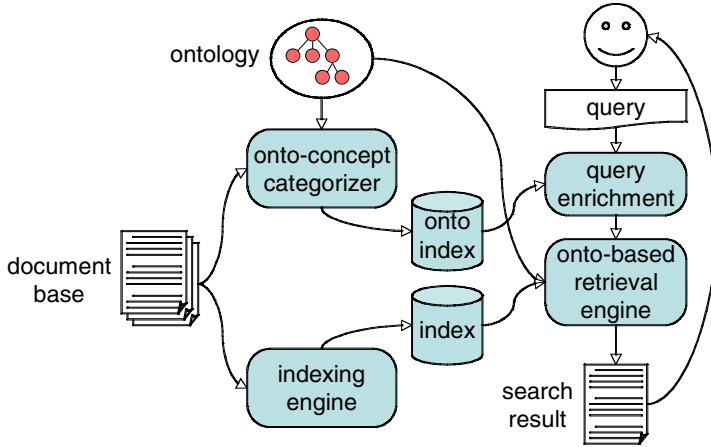 ontology
query
onto-concept
categorizer
query
enrichment
onto
index
document
base
onto-based
retrieval
engine
index
indexing
engine
search
result